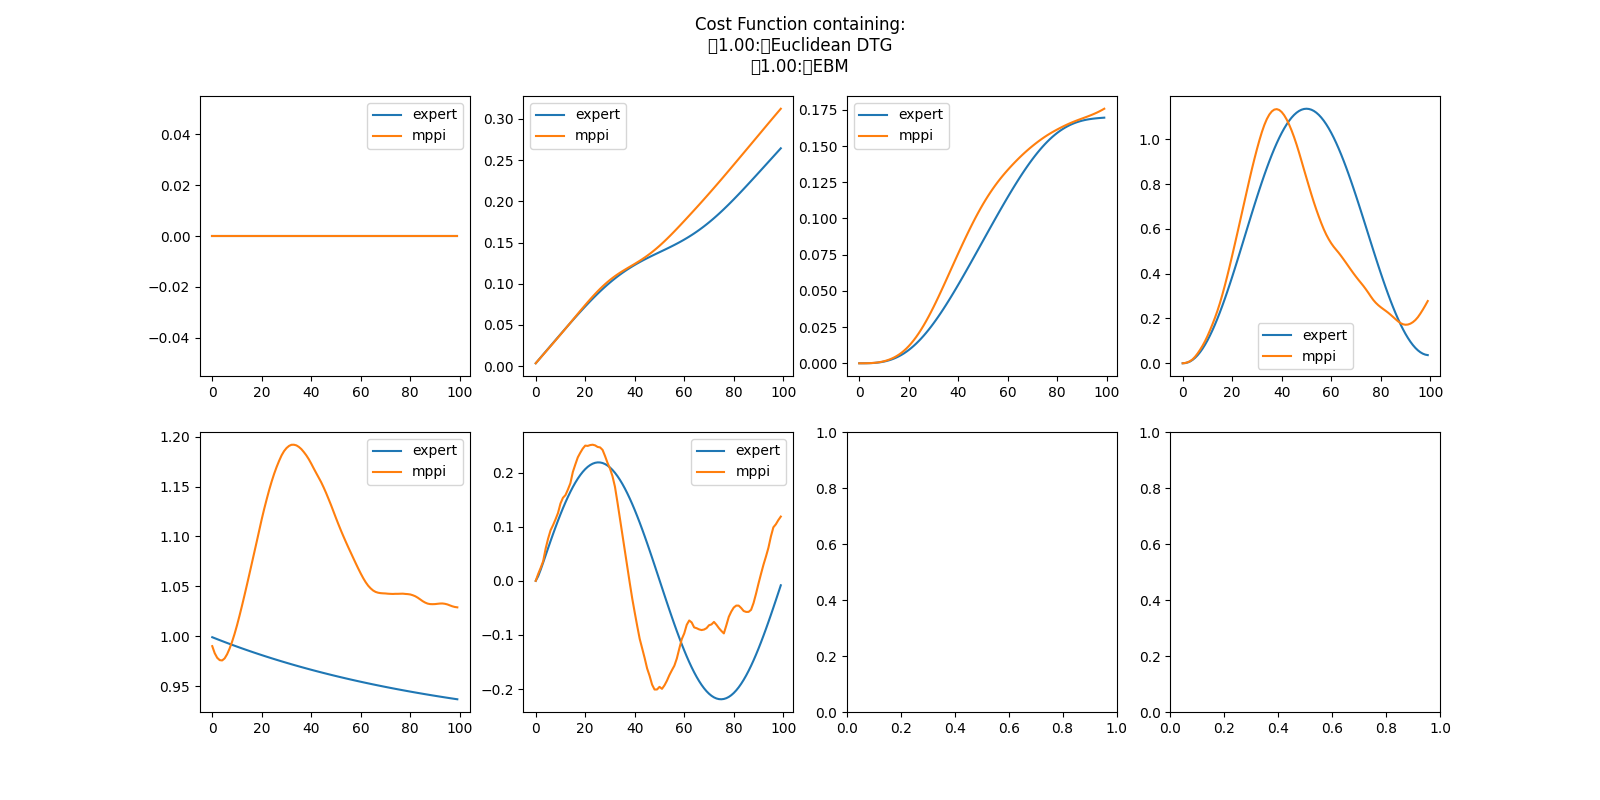 Cost Function containing:
1.00: Euclidean DTG
1.00: EBM
expert
mppi
0.04
0.02
0.00
−0.02
−0.04
0 20 40 60 80 100
expert
mppi
0.30
0.25
0.20
0.15
0.10
0.05
0.00
0 20 40 60 80 100
expert
mppi
0.175
0.150
0.125
0.100
0.075
0.050
0.025
0.000
0 20 40 60 80 100
1.0
0.8
0.6
0.4
0.2
0.0
expert
mppi
0 20 40 60 80 100
expert
mppi
1.20
1.15
1.10
1.05
1.00
0.95
0 20 40 60 80 100
expert
mppi
0.2
0.1
0.0
−0.1
−0.2
0 20 40 60 80 100
1.0
0.8
0.6
0.4
0.2
0.0
0.0 0.2 0.4 0.6 0.8 1.0
1.0
0.8
0.6
0.4
0.2
0.0
0.0 0.2 0.4 0.6 0.8 1.0